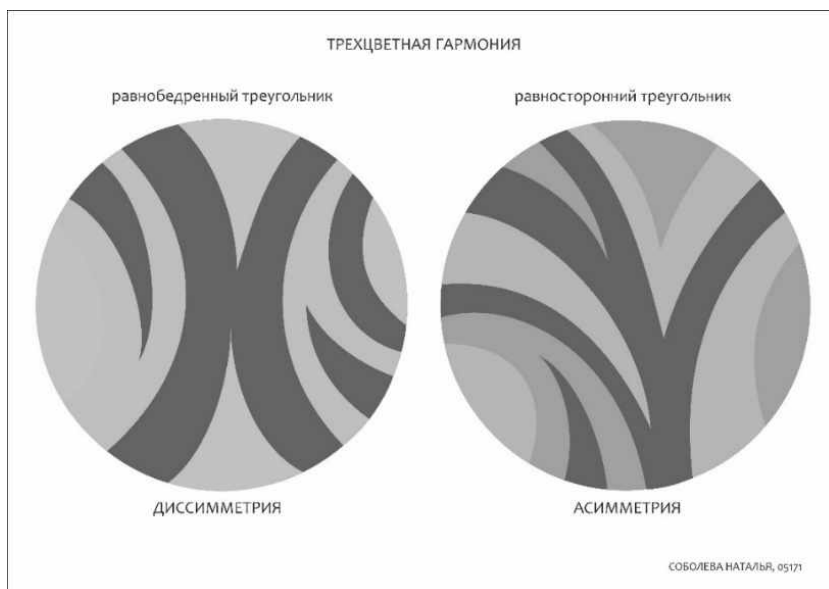 ТРЕХЦВЕТНАЯ ГАРМОНИЯ
равнобедренный треугольник
равносторонний треугольник
ДИССИММЕТРИЯ
АСИММЕТРИЯ
СОБОЛЕВА НАТАЛЬЯ, 05171